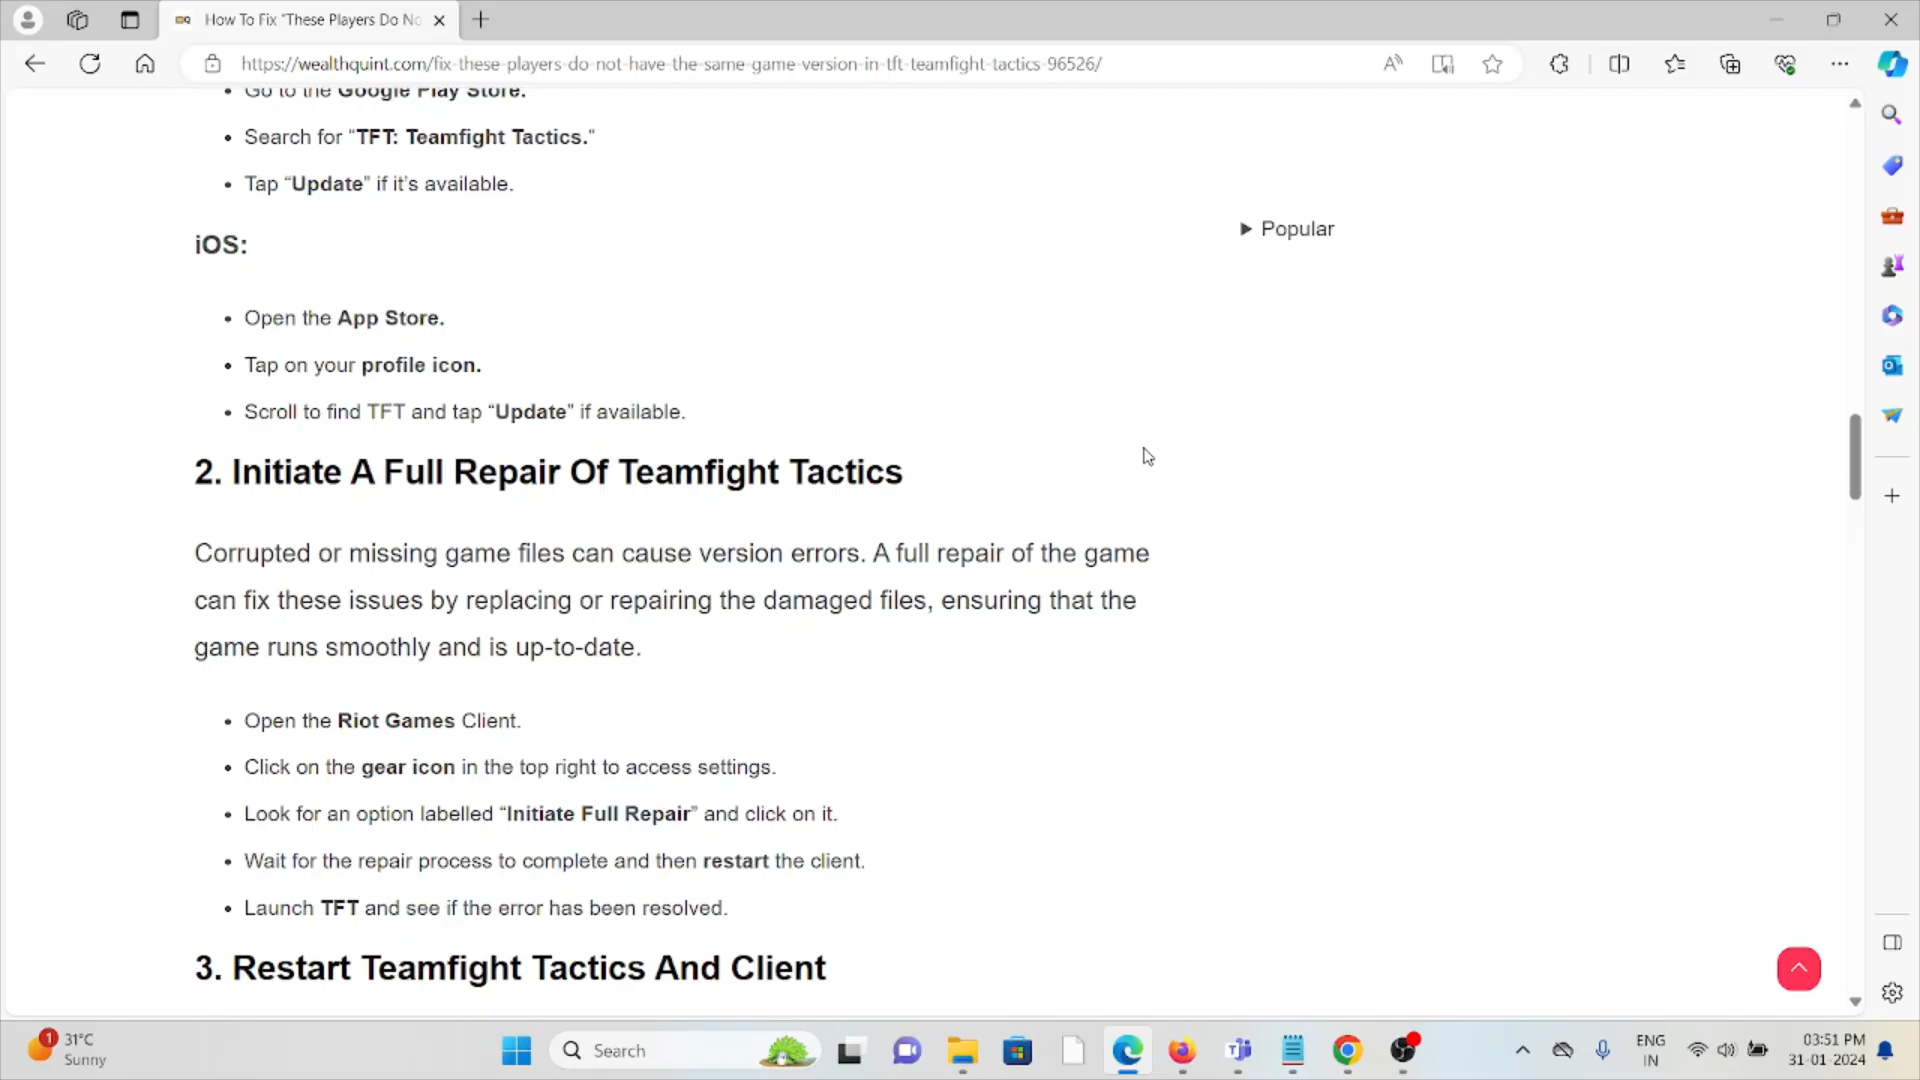 How To Fix "These Players Do No
https://wealthquint.com/fix-these-players-do-not-have-the-same-game-version-in-tft-teamfight-tactics-96526/
• Go to the Google Play Store.
• Search for “TFT: Teamfight Tactics.“
• Tap “Update” if it’s available.
▶ Popular
iOS:
• Open the App Store.
• Tap on your profile icon.
• Scroll to find TFT and tap “Update” if available.
2. Initiate A Full Repair Of Teamfight Tactics
Corrupted or missing game files can cause version errors. A full repair of the game
can fix these issues by replacing or repairing the damaged files, ensuring that the
game runs smoothly and is up-to-date.
• Open the Riot Games Client.
• Click on the gear icon in the top right to access settings.
• Look for an option labelled “Initiate Full Repair” and click on it.
• Wait for the repair process to complete and then restart the client.
• Launch TFT and see if the error has been resolved.
3. Restart Teamfight Tactics And Client
1
31°C
Sunny
Search
ENG
IN
03:51 PM
31-01-2024